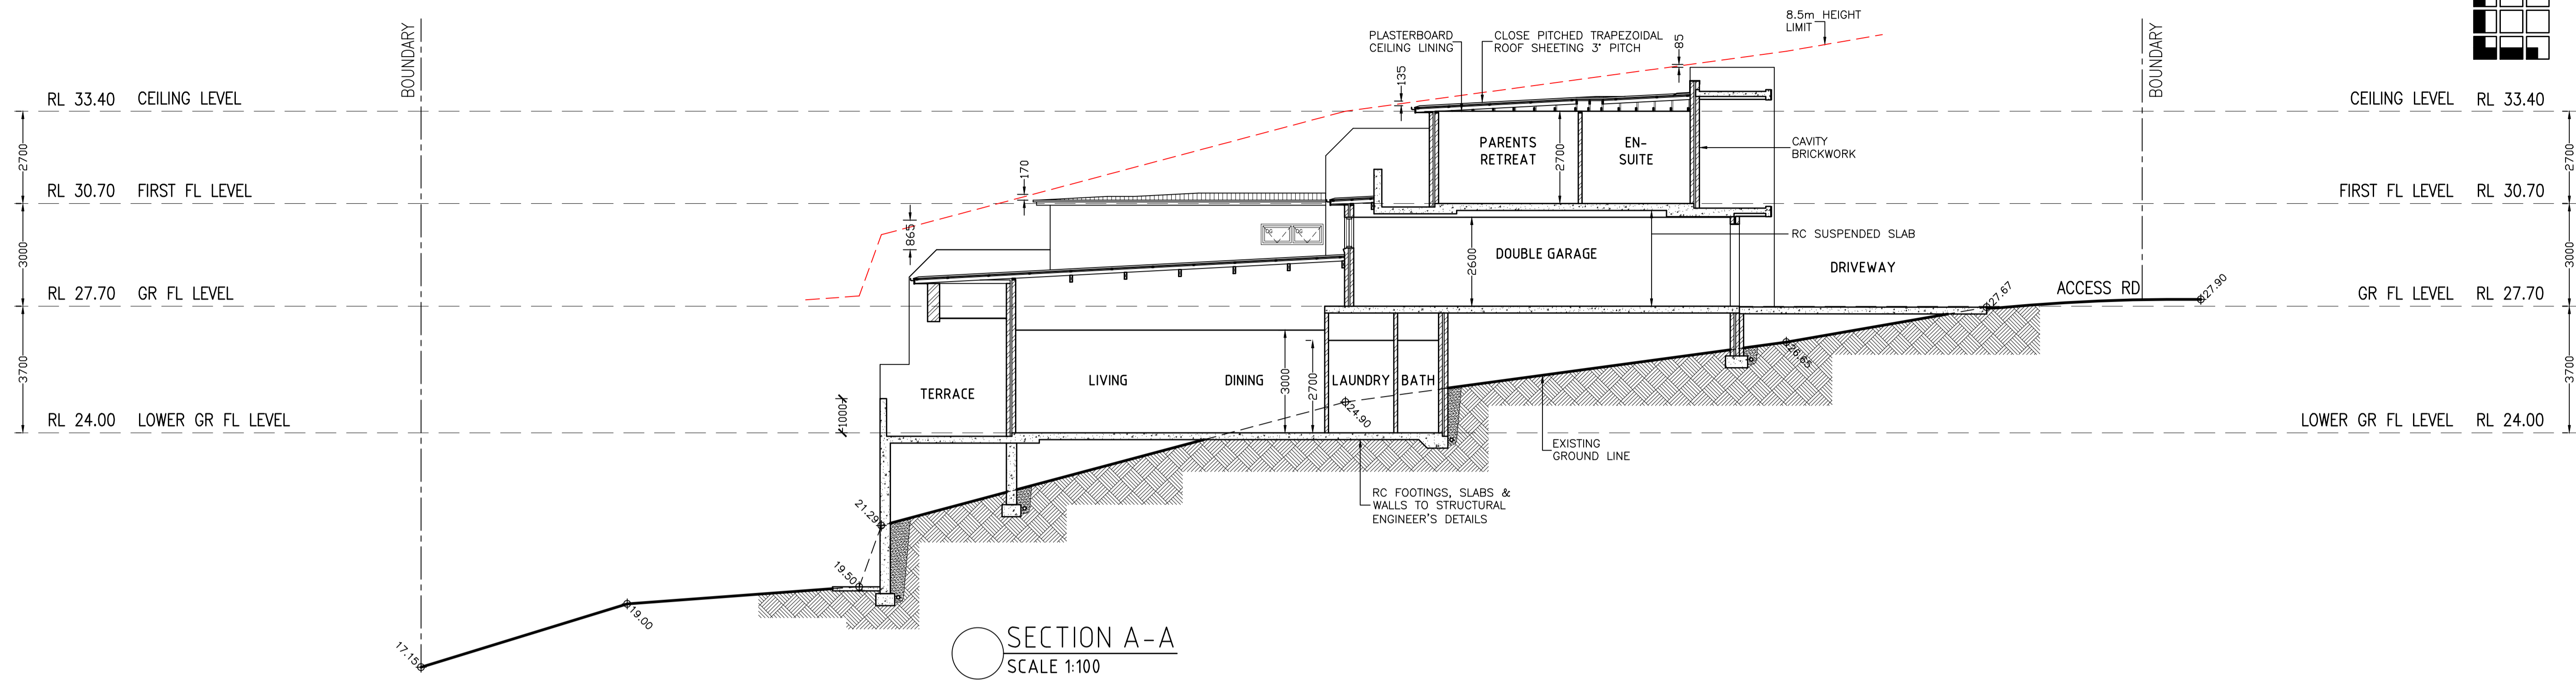 8.5m HEIGHT
LIMIT
BOUNDARY
BOUNDARY
PLASTERBOARD
CEILING LINING
CLOSE PITCHED TRAPEZOIDAL
ROOF SHEETING 3° PITCH
85
135
RL 33.40 CEILING LEVEL
CEILING LEVEL RL 33.40
2700
2700
PARENTS
RETREAT
2700
EN-
SUITE
CAVITY
BRICKWORK
170
RL 30.70 FIRST FL LEVEL
FIRST FL LEVEL RL 30.70
865
3000
3000
OG
OG
2600
DOUBLE GARAGE
RC SUSPENDED SLAB
DRIVEWAY
ACCESS RD
27.67
27.90
RL 27.70 GR FL LEVEL
GR FL LEVEL RL 27.70
3700
3700
26.65
TERRACE
LIVING
DINING
3000
2700
LAUNDRY
BATH
24.90
1000
RL 24.00 LOWER GR FL LEVEL
LOWER GR FL LEVEL RL 24.00
EXISTING
GROUND LINE
RC FOOTINGS, SLABS &
WALLS TO STRUCTURAL
ENGINEER'S DETAILS
21.29
19.50
19.00
17.15
SECTION A-A
SCALE 1:100